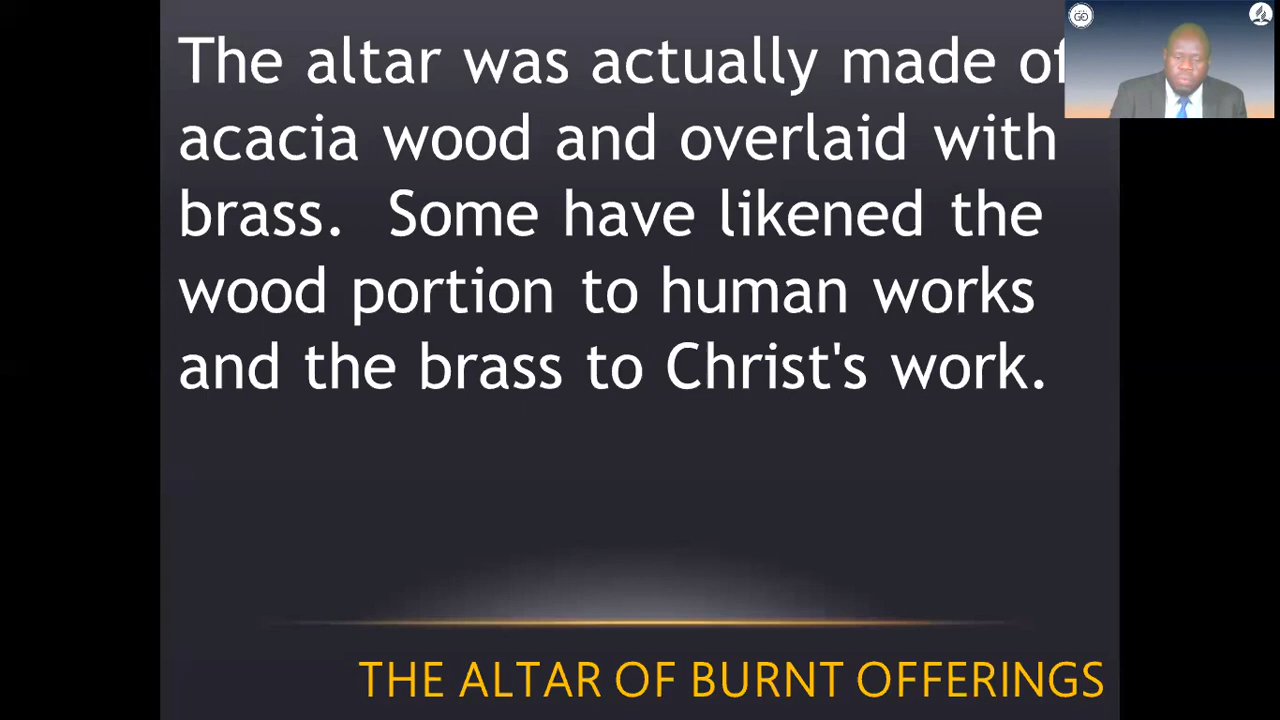 The altar was actually made of
acacia wood and overlaid with
brass. Some have likened the
wood portion to human works
and the brass to Christ's work.
THE ALTAR OF BURNT OFFERINGS